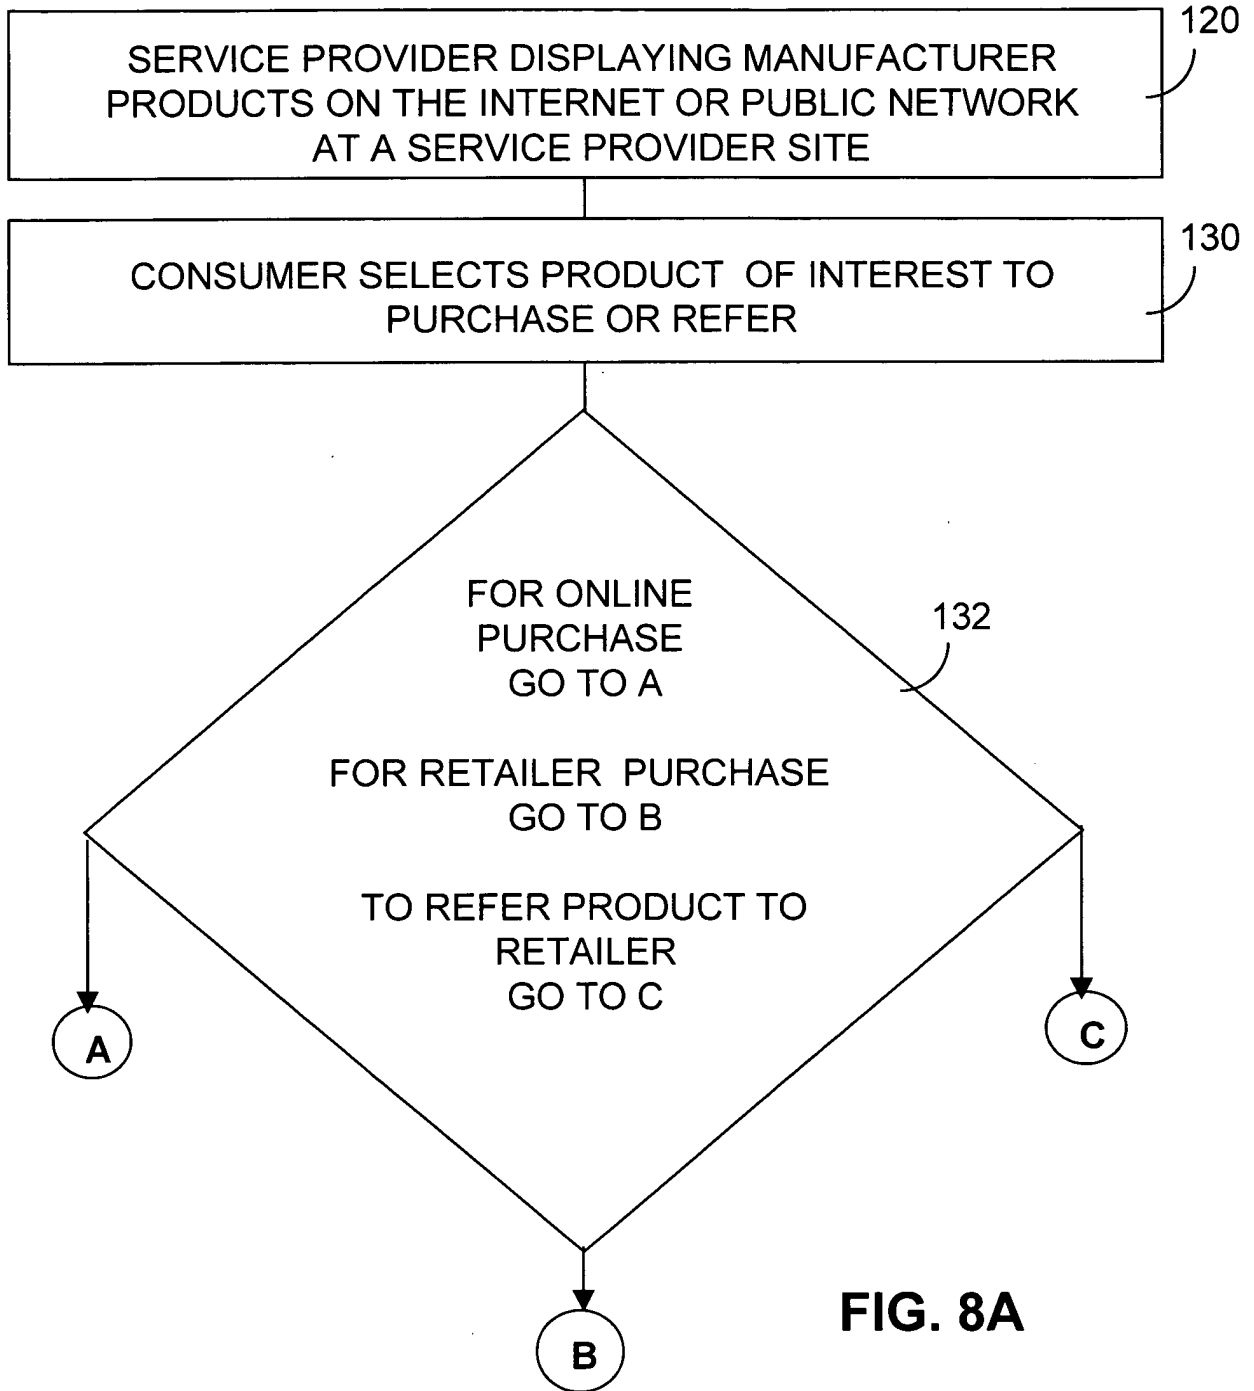 120
SERVICE PROVIDER DISPLAYING MANUFACTURER
PRODUCTS ON THE INTERNET OR PUBLIC NETWORK
AT A SERVICE PROVIDER SITE
130
CONSUMER SELECTS PRODUCT OF INTEREST TO
PURCHASE OR REFER
132
FOR ONLINE
PURCHASE
GO TO A
FOR RETAILER PURCHASE
GO TO B
TO REFER PRODUCT TO
RETAILER
GO TO C
A
C
B
FIG. 8A